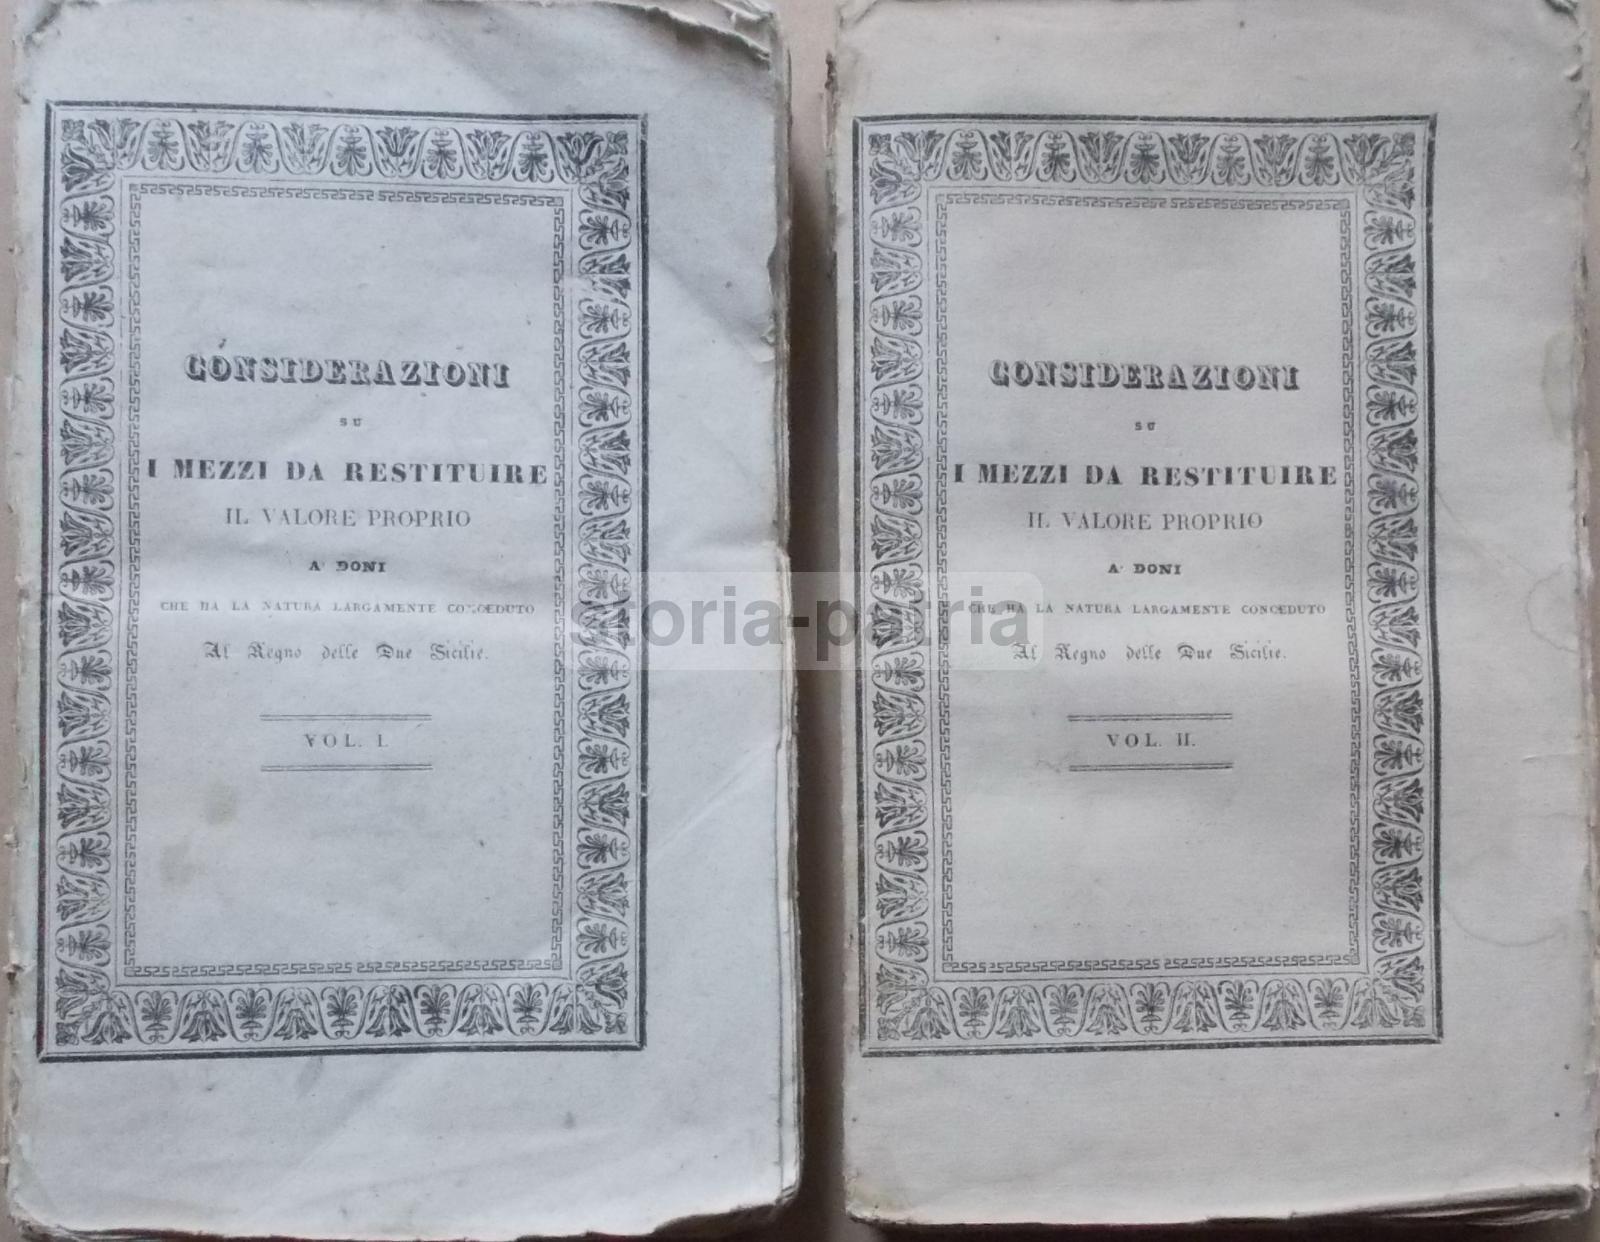 CONSIDERAZIONI
SU
I MEZZI DA RESTITUIRE
IL VALORE PROPRIO
A' DONI
CHE HA LA NATURA LARGAMENTE CONCEDUTO
Al Regno delle Due Sicilie.
VOL. I.
CONSIDERAZIONI
SU
I MEZZI DA RESTITUIRE
IL VALORE PROPRIO
A' DONI
CHE HA LA NATURA LARGAMENTE CONCEDUTO
Al Regno delle Due Sicilie.
VOL. II.
storia-patria